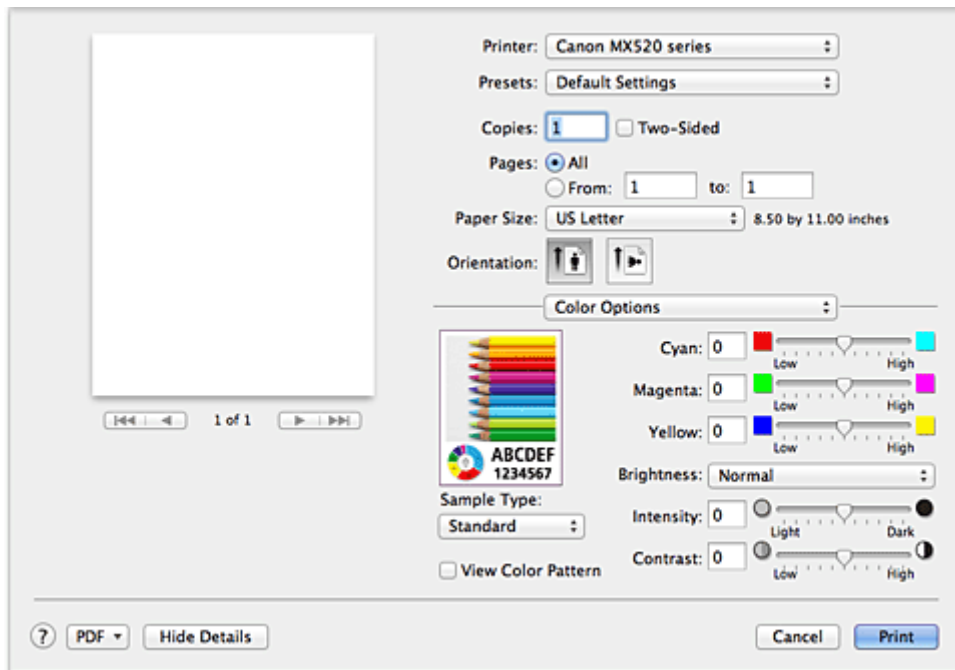 Printer: Canon MX520 series
Presets: Default Settings
Copies: 1 Two-Sided
Pages: All
From: 1 to: 1
Paper Size: US Letter 8.50 by 11.00 inches
Orientation:
Color Options
1 of 1
Cyan: 0 Low High
Magenta: 0 Low High
Yellow: 0 Low High
ABCDEF
1234567
Brightness: Normal
Sample Type:
Standard
Intensity: 0 Light Dark
View Color Pattern
Contrast: 0 Low High
? PDF Hide Details Cancel Print